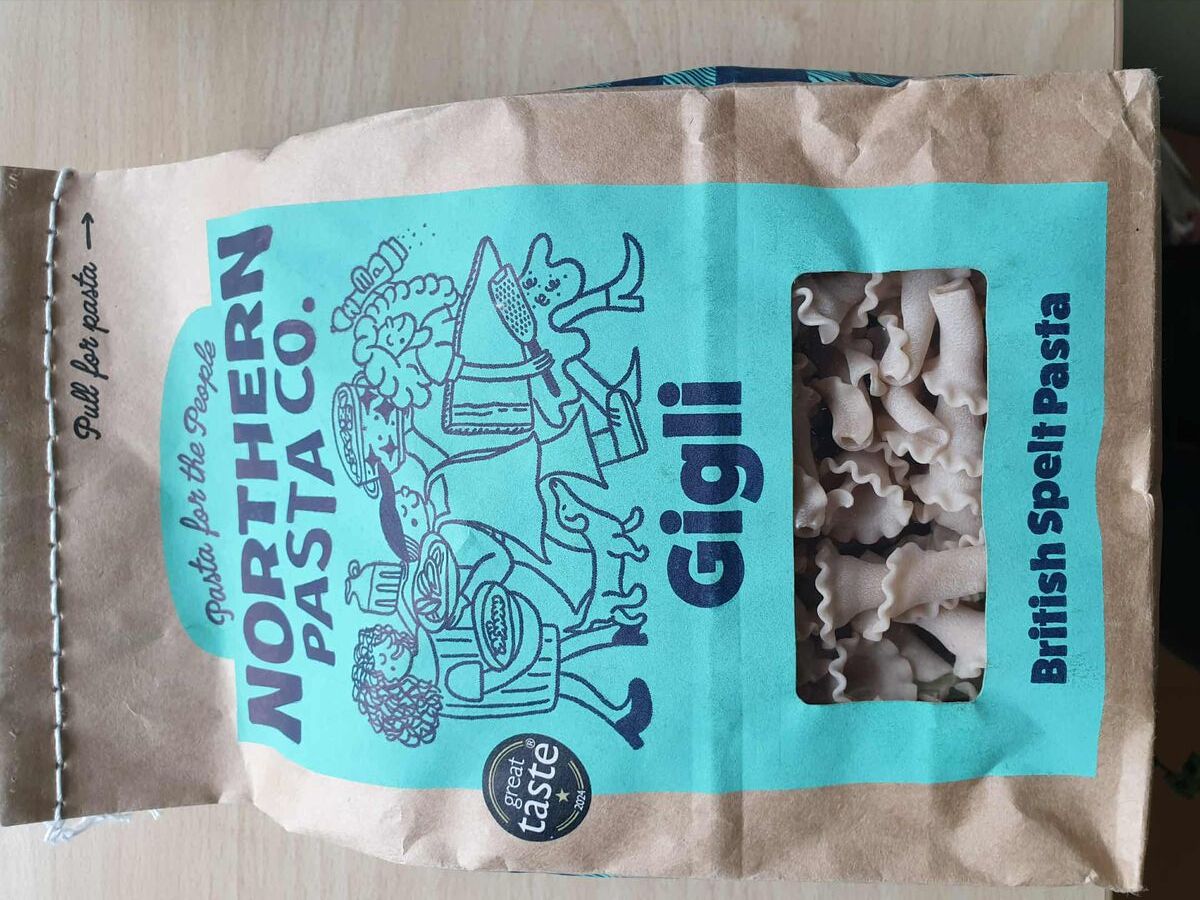 Pull for pasta →
Pasta for the People
NORTHERN
PASTA CO.
great
taste®
2024
Gigli
British Spelt Pasta